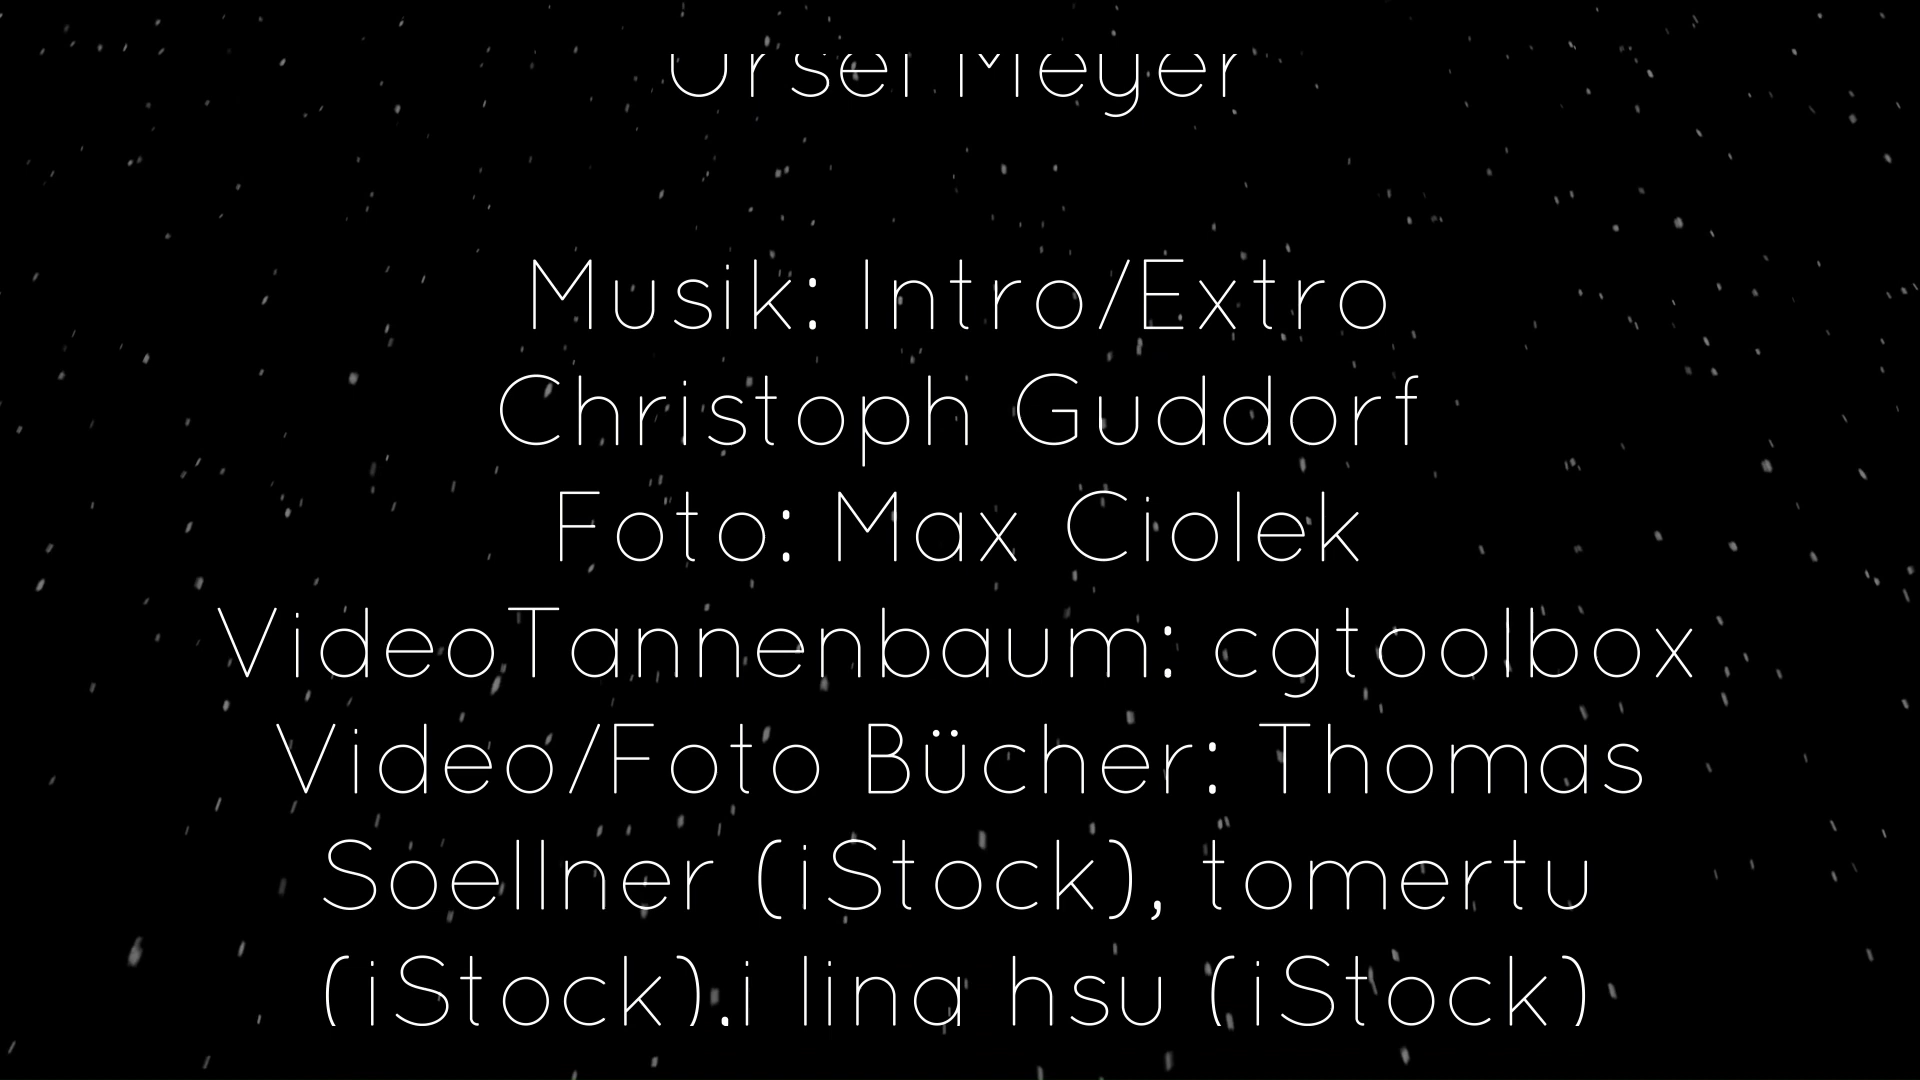 Ursel Meyer
Musik: Intro/Extro
Christoph Guddorf
Foto: Max Ciolek
VideoTannenbaum: cgtoolbox
Video/Foto Bücher: Thomas
Soellner (iStock), tomertu
(iStock),i ling hsu (iStock)